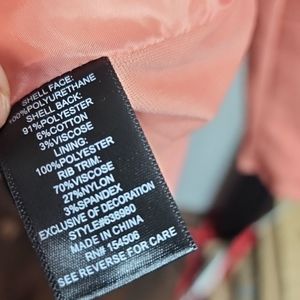 SHELL FACE:
100%POLYURETHANE
SHELL BACK:
91%POLYESTER
6%COTTON
3%VISCOSE
LINING:
100%POLYESTER
RIB TRIM:
70%VISCOSE
27%NYLON
3%SPANDEX
EXCLUSIVE OF DECORATION
STYLE#638980
MADE IN CHINA
RN# 154506
SEE REVERSE FOR CARE